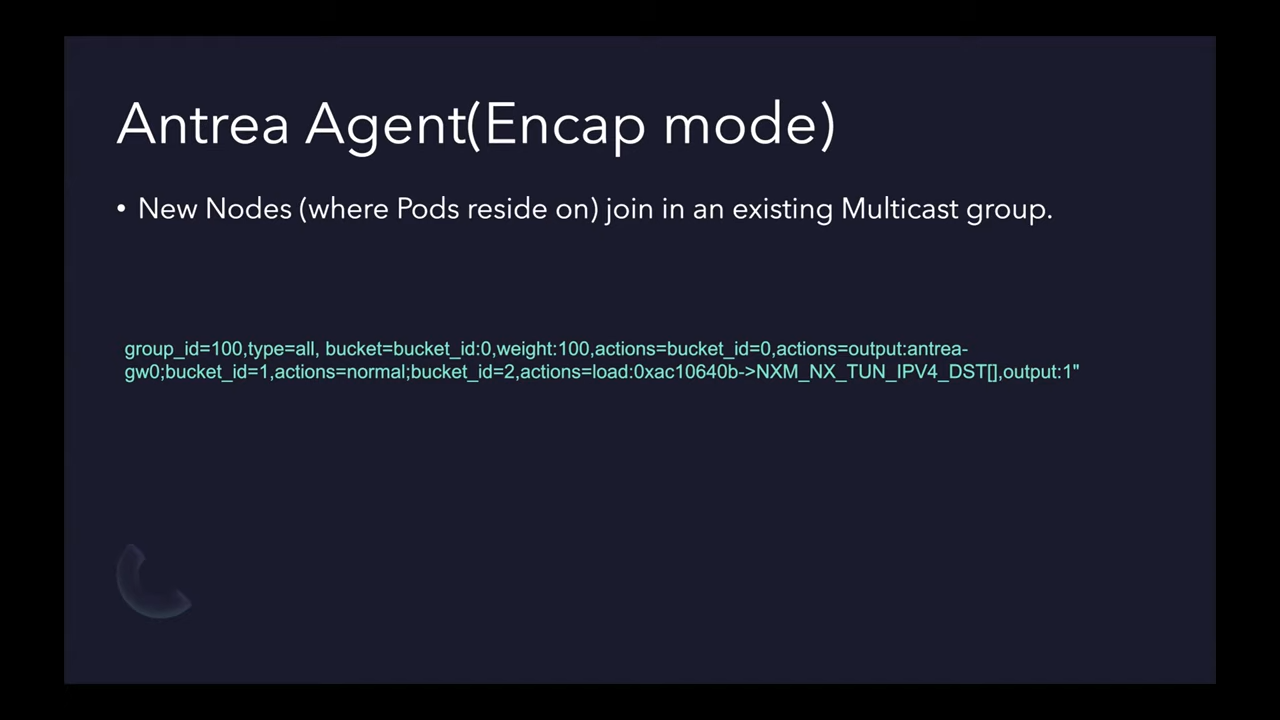 Antrea Agent(Encap mode)
• New Nodes (where Pods reside on) join in an existing Multicast group.
group_id=100,type=all, bucket=bucket_id:0,weight:100,actions=bucket_id=0,actions=output:antrea-
gw0;bucket_id=1,actions=normal;bucket_id=2,actions=load:0xac10640b->NXM_NX_TUN_IPV4_DST[],output:1"